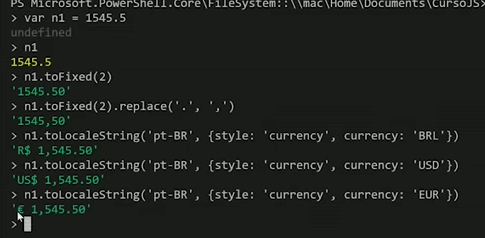 PS Microsoft.PowerShell.Core\FileSystem::\\mac\Home\Documents\CursoJS>
> var n1 = 1545.5
undefined
> n1
1545.5
> n1.toFixed(2)
'1545.50'
> n1.toFixed(2).replace('.', ',')
'1545,50'
> n1.toLocaleString('pt-BR', {style: 'currency', currency: 'BRL'})
'R$ 1,545.50'
> n1.toLocaleString('pt-BR', {style: 'currency', currency: 'USD'})
'US$ 1,545.50'
> n1.toLocaleString('pt-BR', {style: 'currency', currency: 'EUR'})
'€ 1,545.50'
>